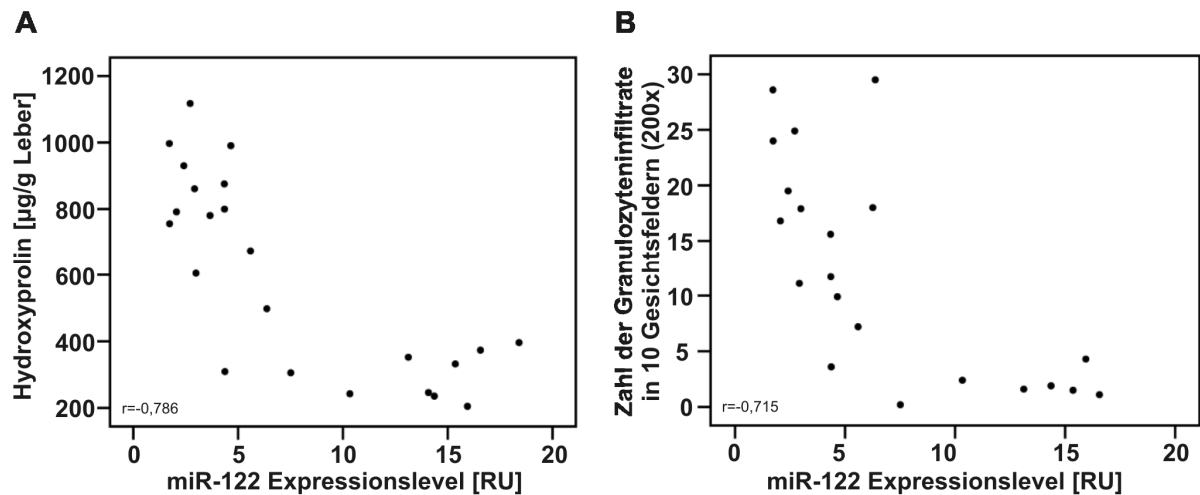 A
Hydroxyprolin [µg/g Leber]
1200
1000
800
600
400
200
r=-0,786
0 5 10 15 20
miR-122 Expressionslevel [RU]
B
Zahl der Granulozyteninfiltrate
in 10 Gesichtsfeldern (200x)
30
25
20
15
10
5
0
r=-0,715
0 5 10 15 20
miR-122 Expressionslevel [RU]